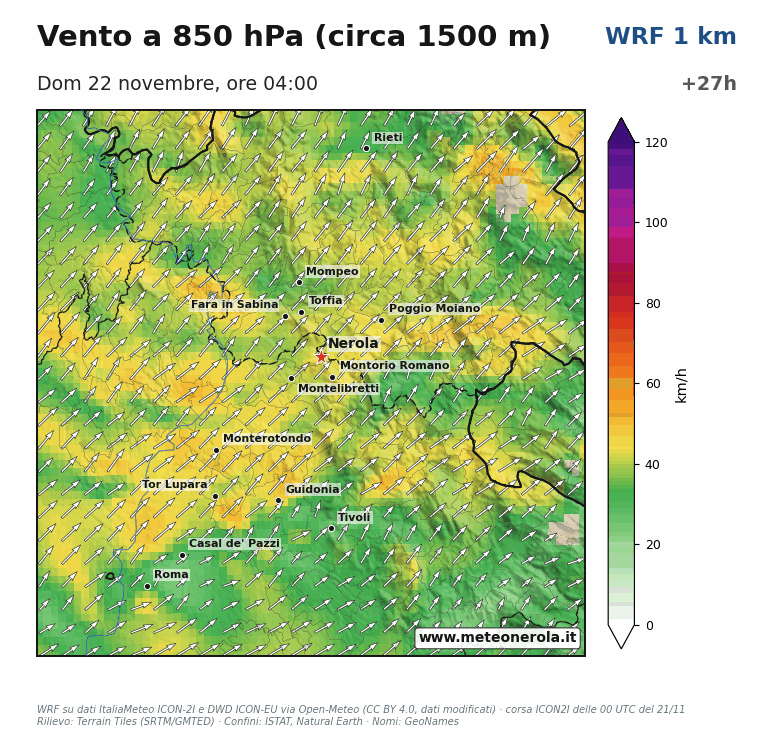 Vento a 850 hPa (circa 1500 m)
WRF 1 km
Dom 22 novembre, ore 04:00
+27h
Rieti
Mompeo
Toffia
Fara in Sabina
Poggio Moiano
Nerola
Montorio Romano
Montelibretti
Monterotondo
Tor Lupara
Guidonia
Tivoli
Casal de' Pazzi
Roma
www.meteonerola.it
120
100
80
60
40
20
0
km/h
WRF su dati ItaliaMeteo ICON-2I e DWD ICON-EU via Open-Meteo (CC BY 4.0, dati modificati) · corsa ICON2I delle 00 UTC del 21/11
Rilievo: Terrain Tiles (SRTM/GMTED) · Confini: ISTAT, Natural Earth · Nomi: GeoNames